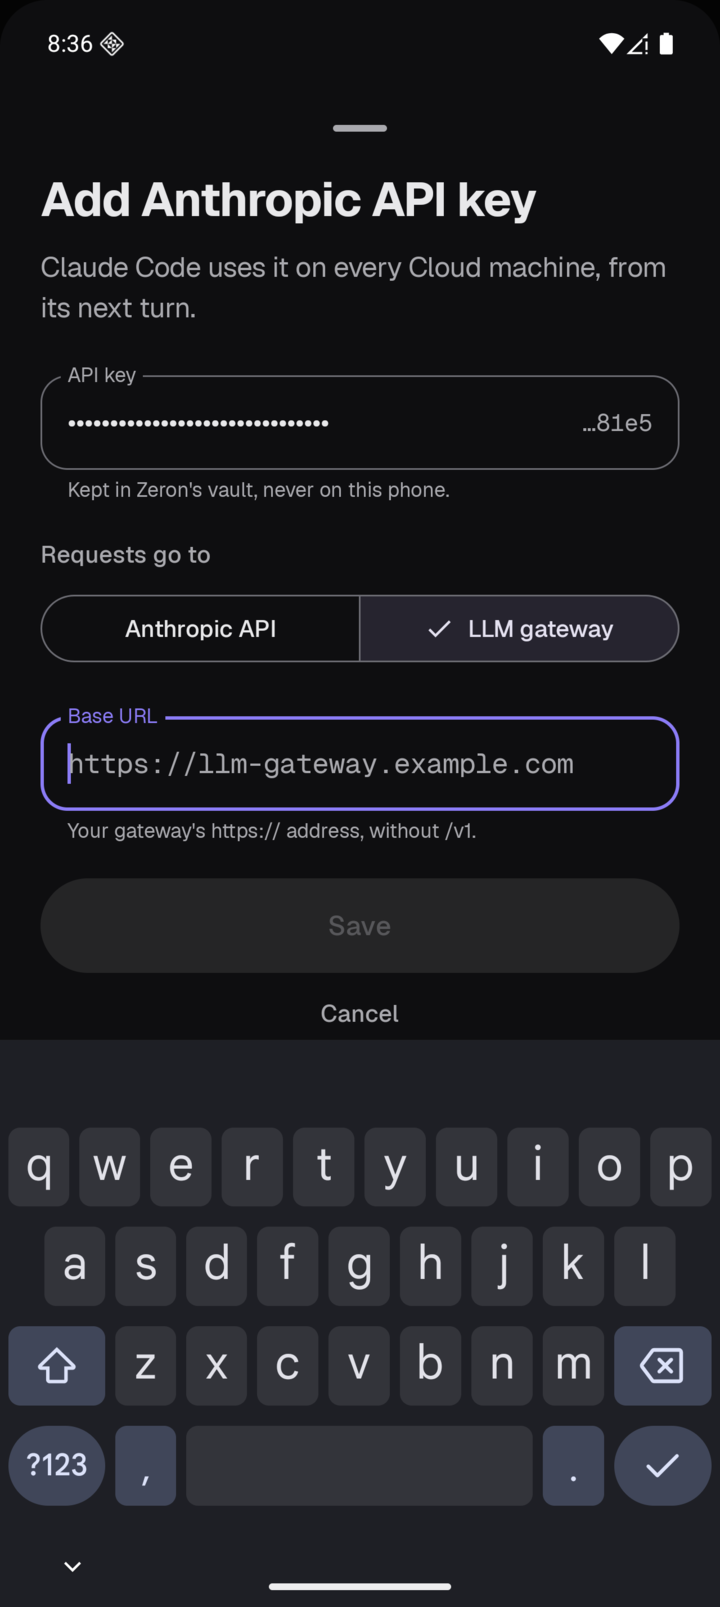 8:36
Add Anthropic API key
Claude Code uses it on every Cloud machine, from
its next turn.
API key
••••••••••••••••••••••••••••••• …81e5
Kept in Zeron's vault, never on this phone.
Requests go to
Anthropic API LLM gateway
Base URL
https://llm-gateway.example.com
Your gateway's https:// address, without /v1.
Save
Cancel
q w e r t y u i o p
a s d f g h j k l
z x c v b n m
?123 , .